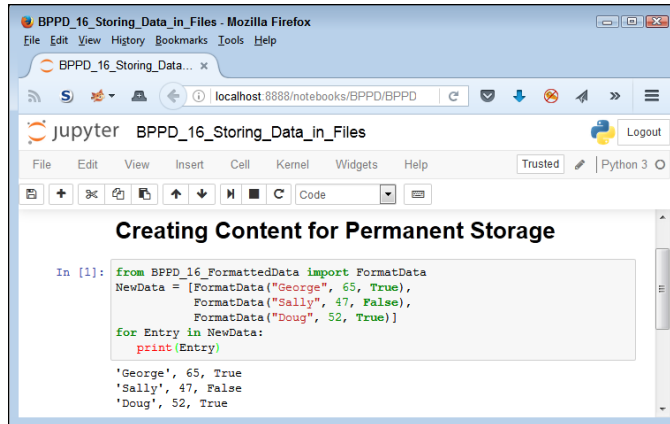 BPPD_16_Storing_Data_in_Files - Mozilla Firefox
File Edit View History Bookmarks Tools Help
BPPD_16_Storing_Data... ×
localhost:8888/notebooks/BPPD/BPPD
jupyter BPPD_16_Storing_Data_in_Files Logout
File Edit View Insert Cell Kernel Widgets Help Trusted Python 3
Code
Creating Content for Permanent Storage
In [1]: from BPPD_16_FormattedData import FormatData
NewData = [FormatData("George", 65, True),
FormatData("Sally", 47, False),
FormatData("Doug", 52, True)]
for Entry in NewData:
print(Entry)
'George', 65, True
'Sally', 47, False
'Doug', 52, True